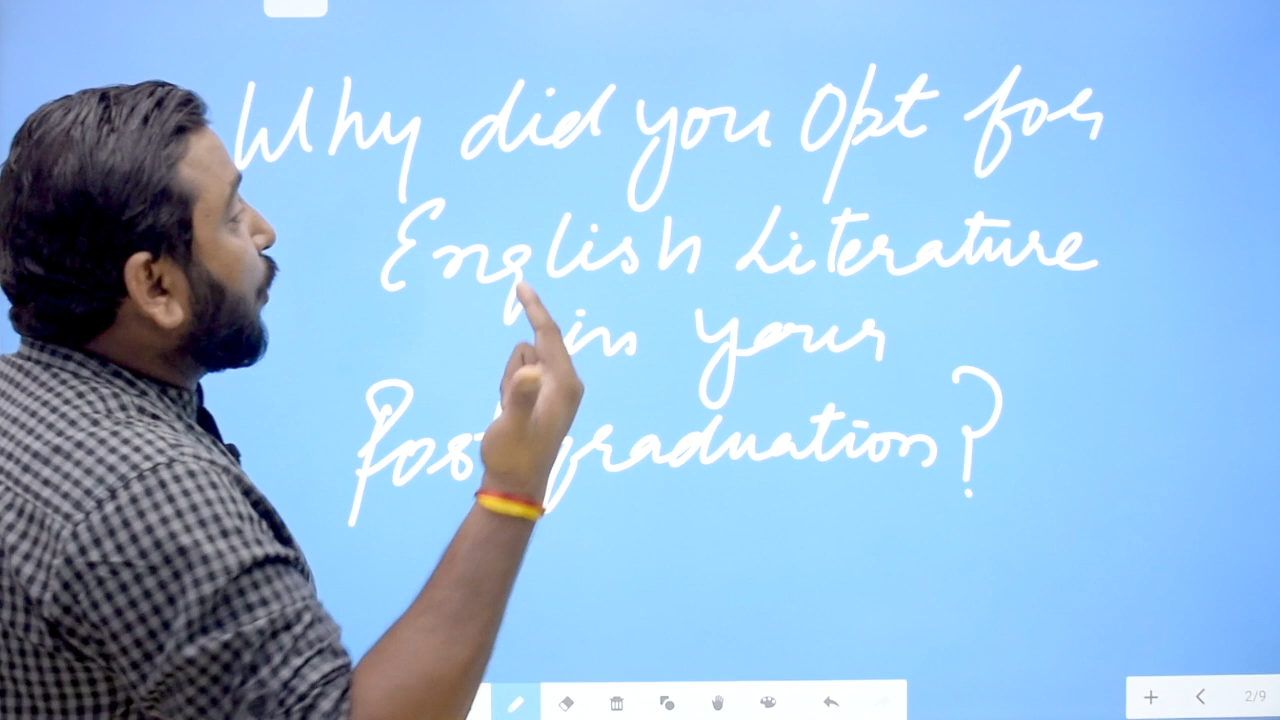 Why did you Opt for
English Literature
in your
Postgraduation?
2/9